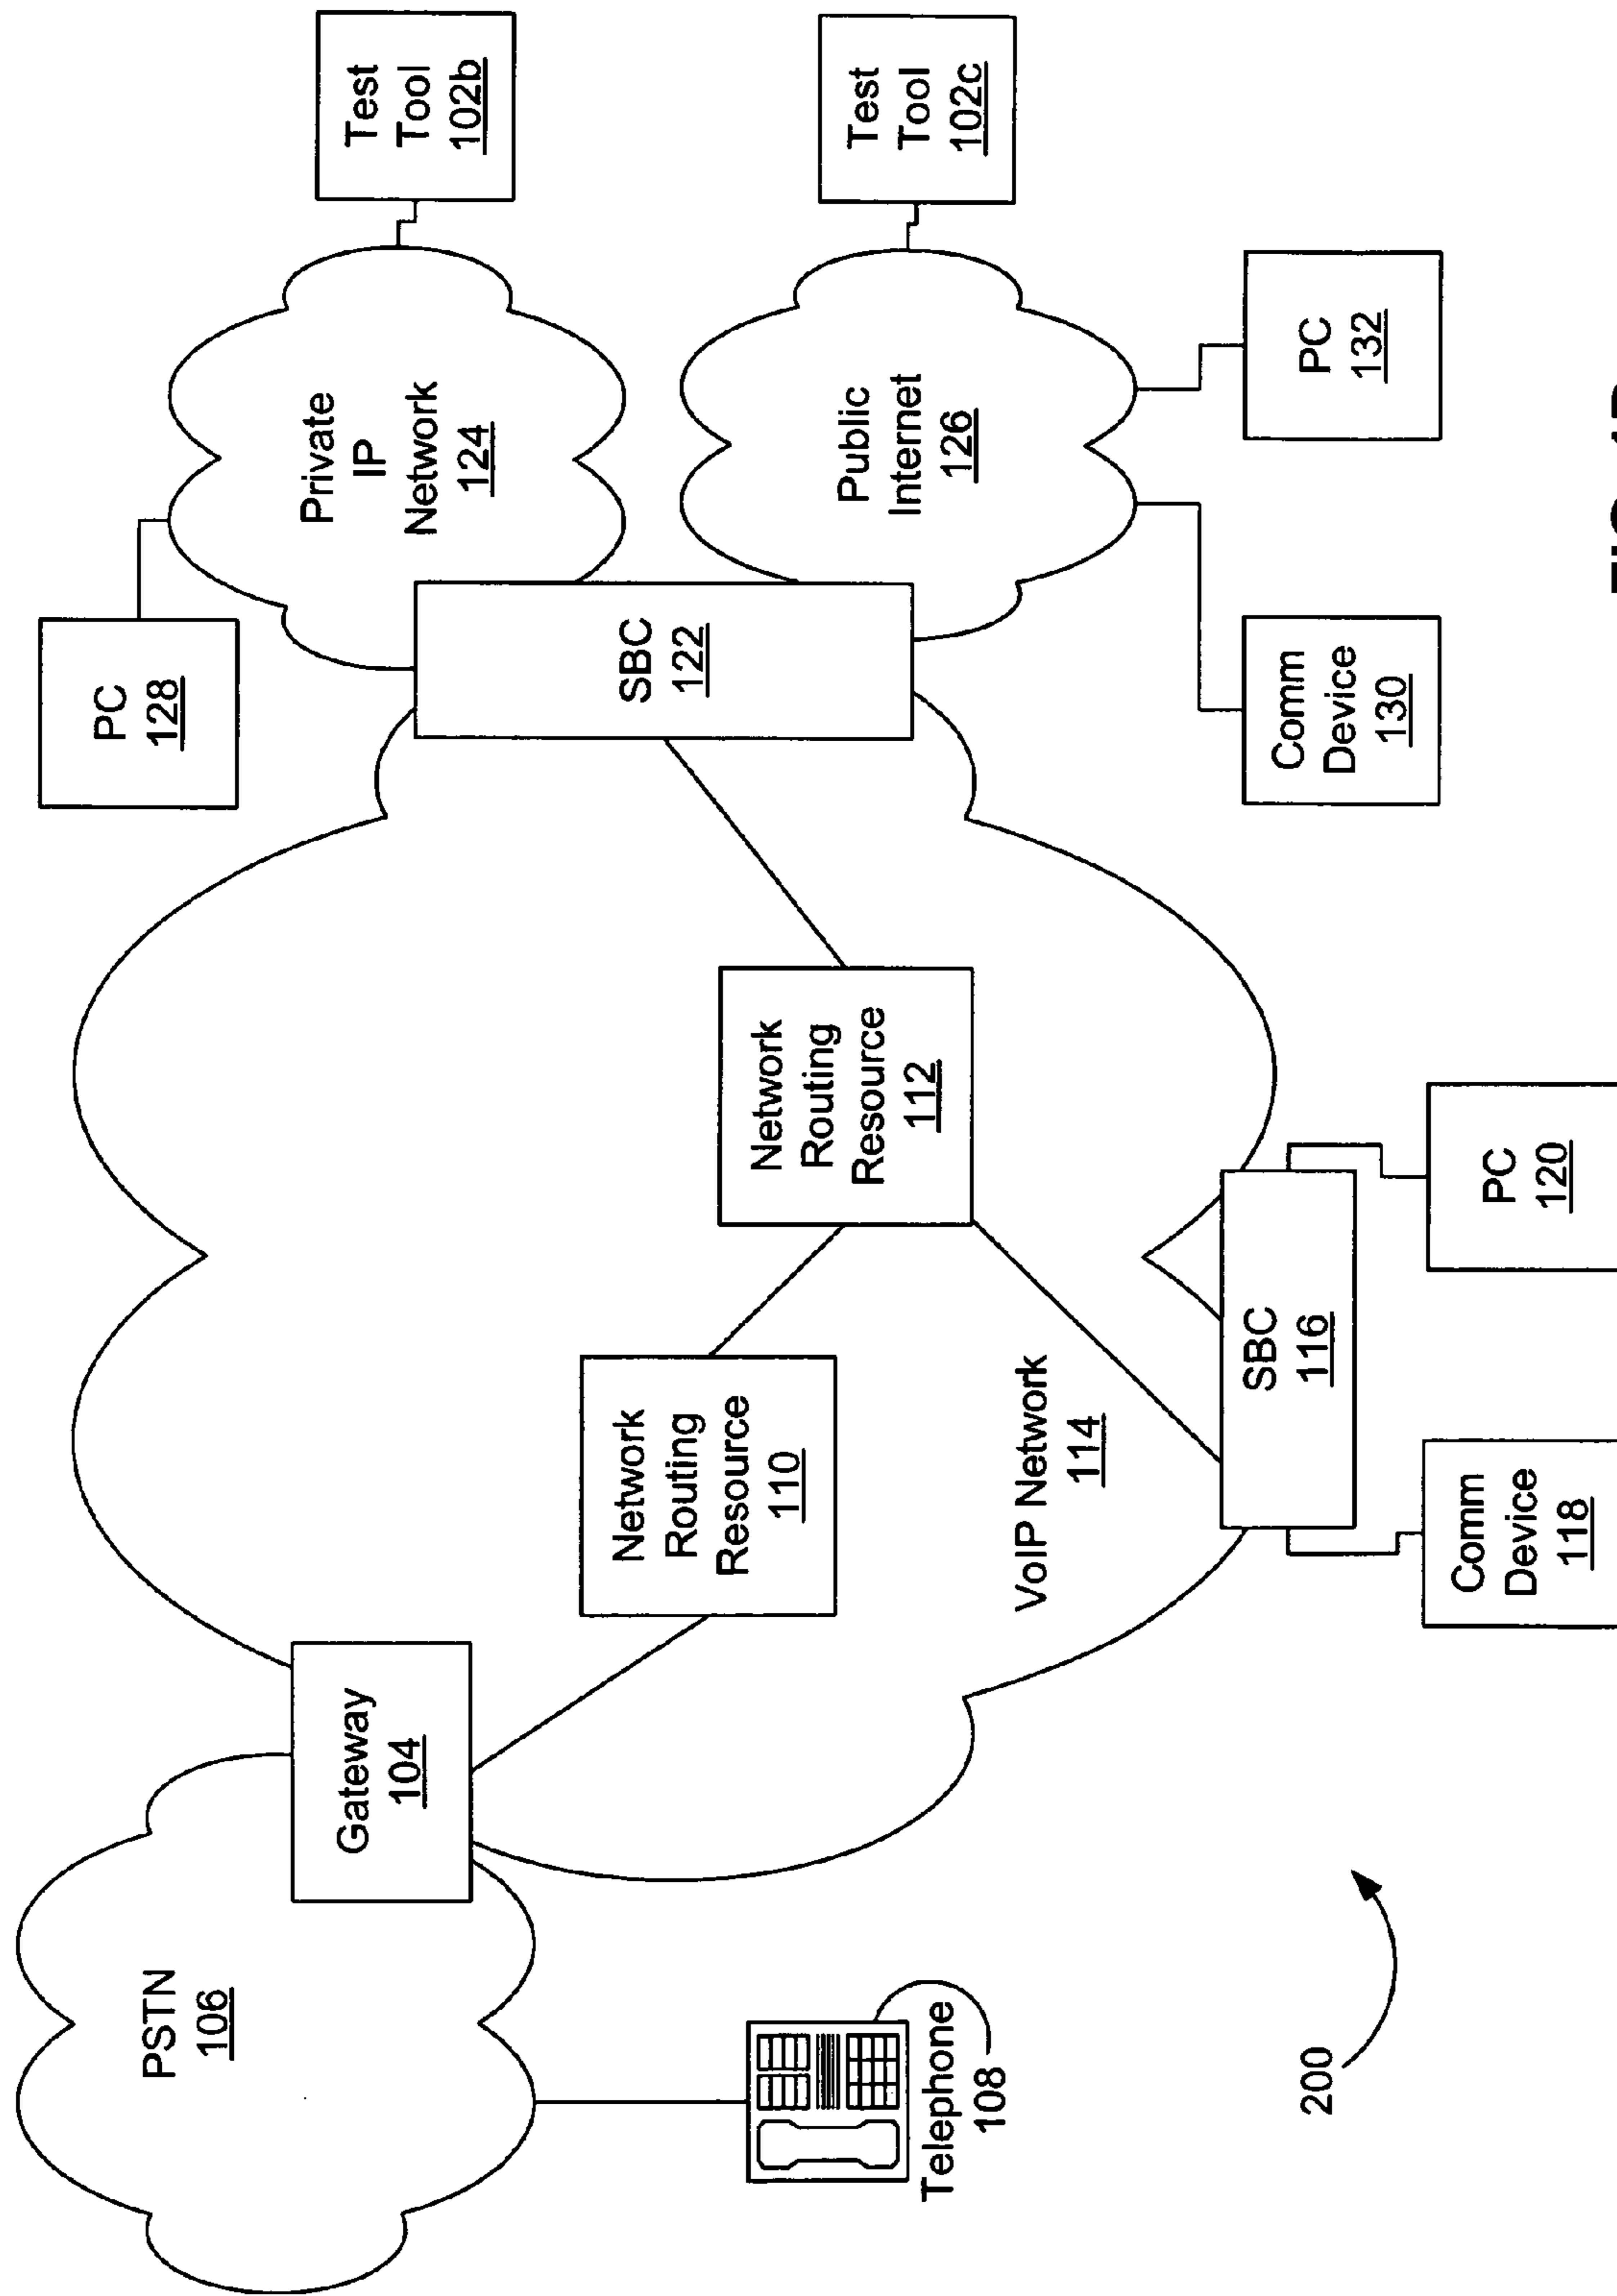 PSTN
106
Gateway
104
PC
128
Private
IP
Network
124
Test
Tool
102b
Network
Routing
Resource
110
Network
Routing
Resource
112
SBC
122
Public
Internet
126
Test
Tool
102c
Telephone
108
VoIP Network
114
SBC
116
Comm
Device
130
PC
132
200
Comm
Device
118
PC
120